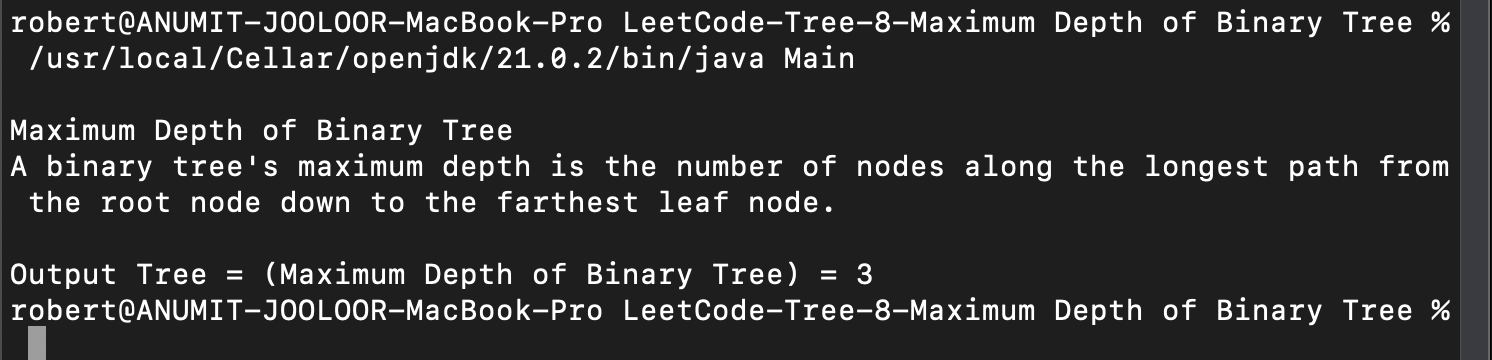 robert@ANUMIT-JOOLOOR-MacBook-Pro LeetCode-Tree-8-Maximum Depth of Binary Tree %
/usr/local/Cellar/openjdk/21.0.2/bin/java Main
Maximum Depth of Binary Tree
A binary tree's maximum depth is the number of nodes along the longest path from
the root node down to the farthest leaf node.
Output Tree = (Maximum Depth of Binary Tree) = 3
robert@ANUMIT-JOOLOOR-MacBook-Pro LeetCode-Tree-8-Maximum Depth of Binary Tree %